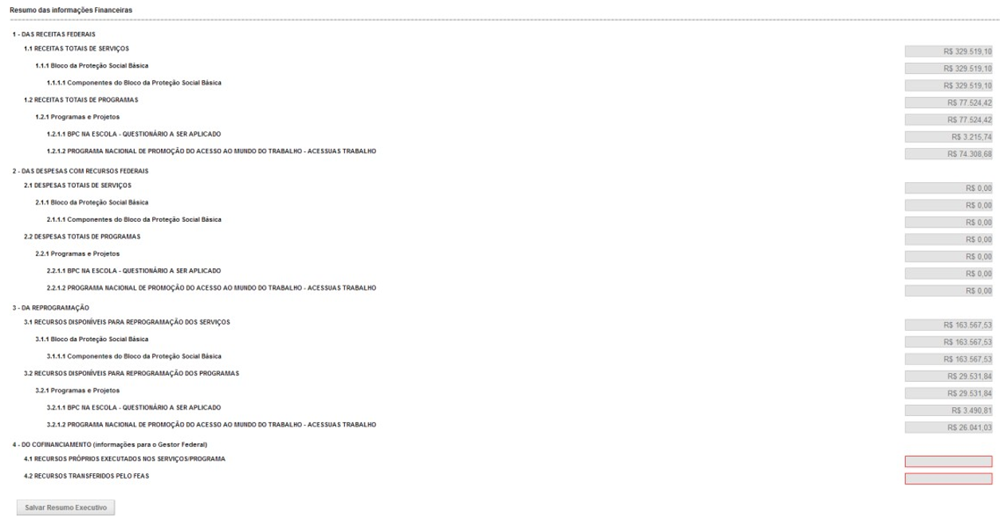 Resumo das informações Financeiras
1 - DAS RECEITAS FEDERAIS
1.1 RECEITAS TOTAIS DE SERVIÇOS R$ 329.519,10
1.1.1 Bloco da Proteção Social Básica R$ 329.519,10
1.1.1.1 Componentes do Bloco da Proteção Social Básica R$ 329.519,10
1.2 RECEITAS TOTAIS DE PROGRAMAS R$ 77.524,42
1.2.1 Programas e Projetos R$ 77.524,42
1.2.1.1 BPC NA ESCOLA - QUESTIONÁRIO A SER APLICADO R$ 3.215,74
1.2.1.2 PROGRAMA NACIONAL DE PROMOÇÃO DO ACESSO AO MUNDO DO TRABALHO - ACESSUAS TRABALHO R$ 74.308,68
2 - DAS DESPESAS COM RECURSOS FEDERAIS
2.1 DESPESAS TOTAIS DE SERVIÇOS R$ 0,00
2.1.1 Bloco da Proteção Social Básica R$ 0,00
2.1.1.1 Componentes do Bloco da Proteção Social Básica R$ 0,00
2.2 DESPESAS TOTAIS DE PROGRAMAS R$ 0,00
2.2.1 Programas e Projetos R$ 0,00
2.2.1.1 BPC NA ESCOLA - QUESTIONÁRIO A SER APLICADO R$ 0,00
2.2.1.2 PROGRAMA NACIONAL DE PROMOÇÃO DO ACESSO AO MUNDO DO TRABALHO - ACESSUAS TRABALHO R$ 0,00
3 - DA REPROGRAMAÇÃO
3.1 RECURSOS DISPONÍVEIS PARA REPROGRAMAÇÃO DOS SERVIÇOS R$ 163.567,53
3.1.1 Bloco da Proteção Social Básica R$ 163.567,53
3.1.1.1 Componentes do Bloco da Proteção Social Básica R$ 163.567,53
3.2 RECURSOS DISPONÍVEIS PARA REPROGRAMAÇÃO DOS PROGRAMAS R$ 29.531,84
3.2.1 Programas e Projetos R$ 29.531,84
3.2.1.1 BPC NA ESCOLA - QUESTIONÁRIO A SER APLICADO R$ 3.490,81
3.2.1.2 PROGRAMA NACIONAL DE PROMOÇÃO DO ACESSO AO MUNDO DO TRABALHO - ACESSUAS TRABALHO R$ 26.041,03
4 - DO COFINANCIAMENTO (informações para o Gestor Federal)
4.1 RECURSOS PRÓPRIOS EXECUTADOS NOS SERVIÇOS/PROGRAMA
4.2 RECURSOS TRANSFERIDOS PELO FEAS
Salvar Resumo Executivo